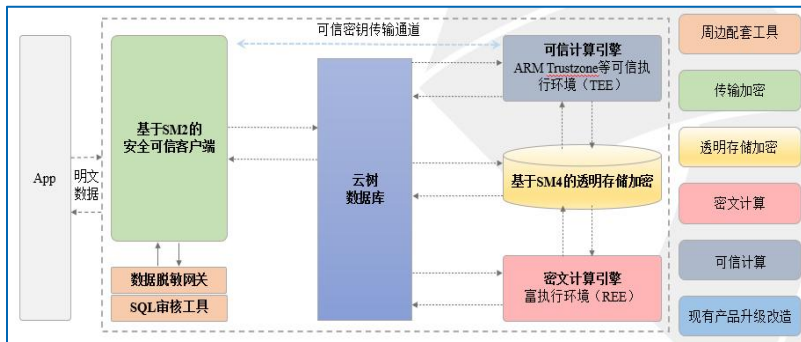 可信密钥传输通道
App
明文
数据
基于SM2的
安全可信客户端
数据脱敏网关
SQL审核工具
云树
数据库
可信计算引擎
ARM Trustzone等可信执
行环境（TEE）
基于SM4的透明存储加密
密文计算引擎
富执行环境（REE）
周边配套工具
传输加密
透明存储加密
密文计算
可信计算
现有产品升级改造